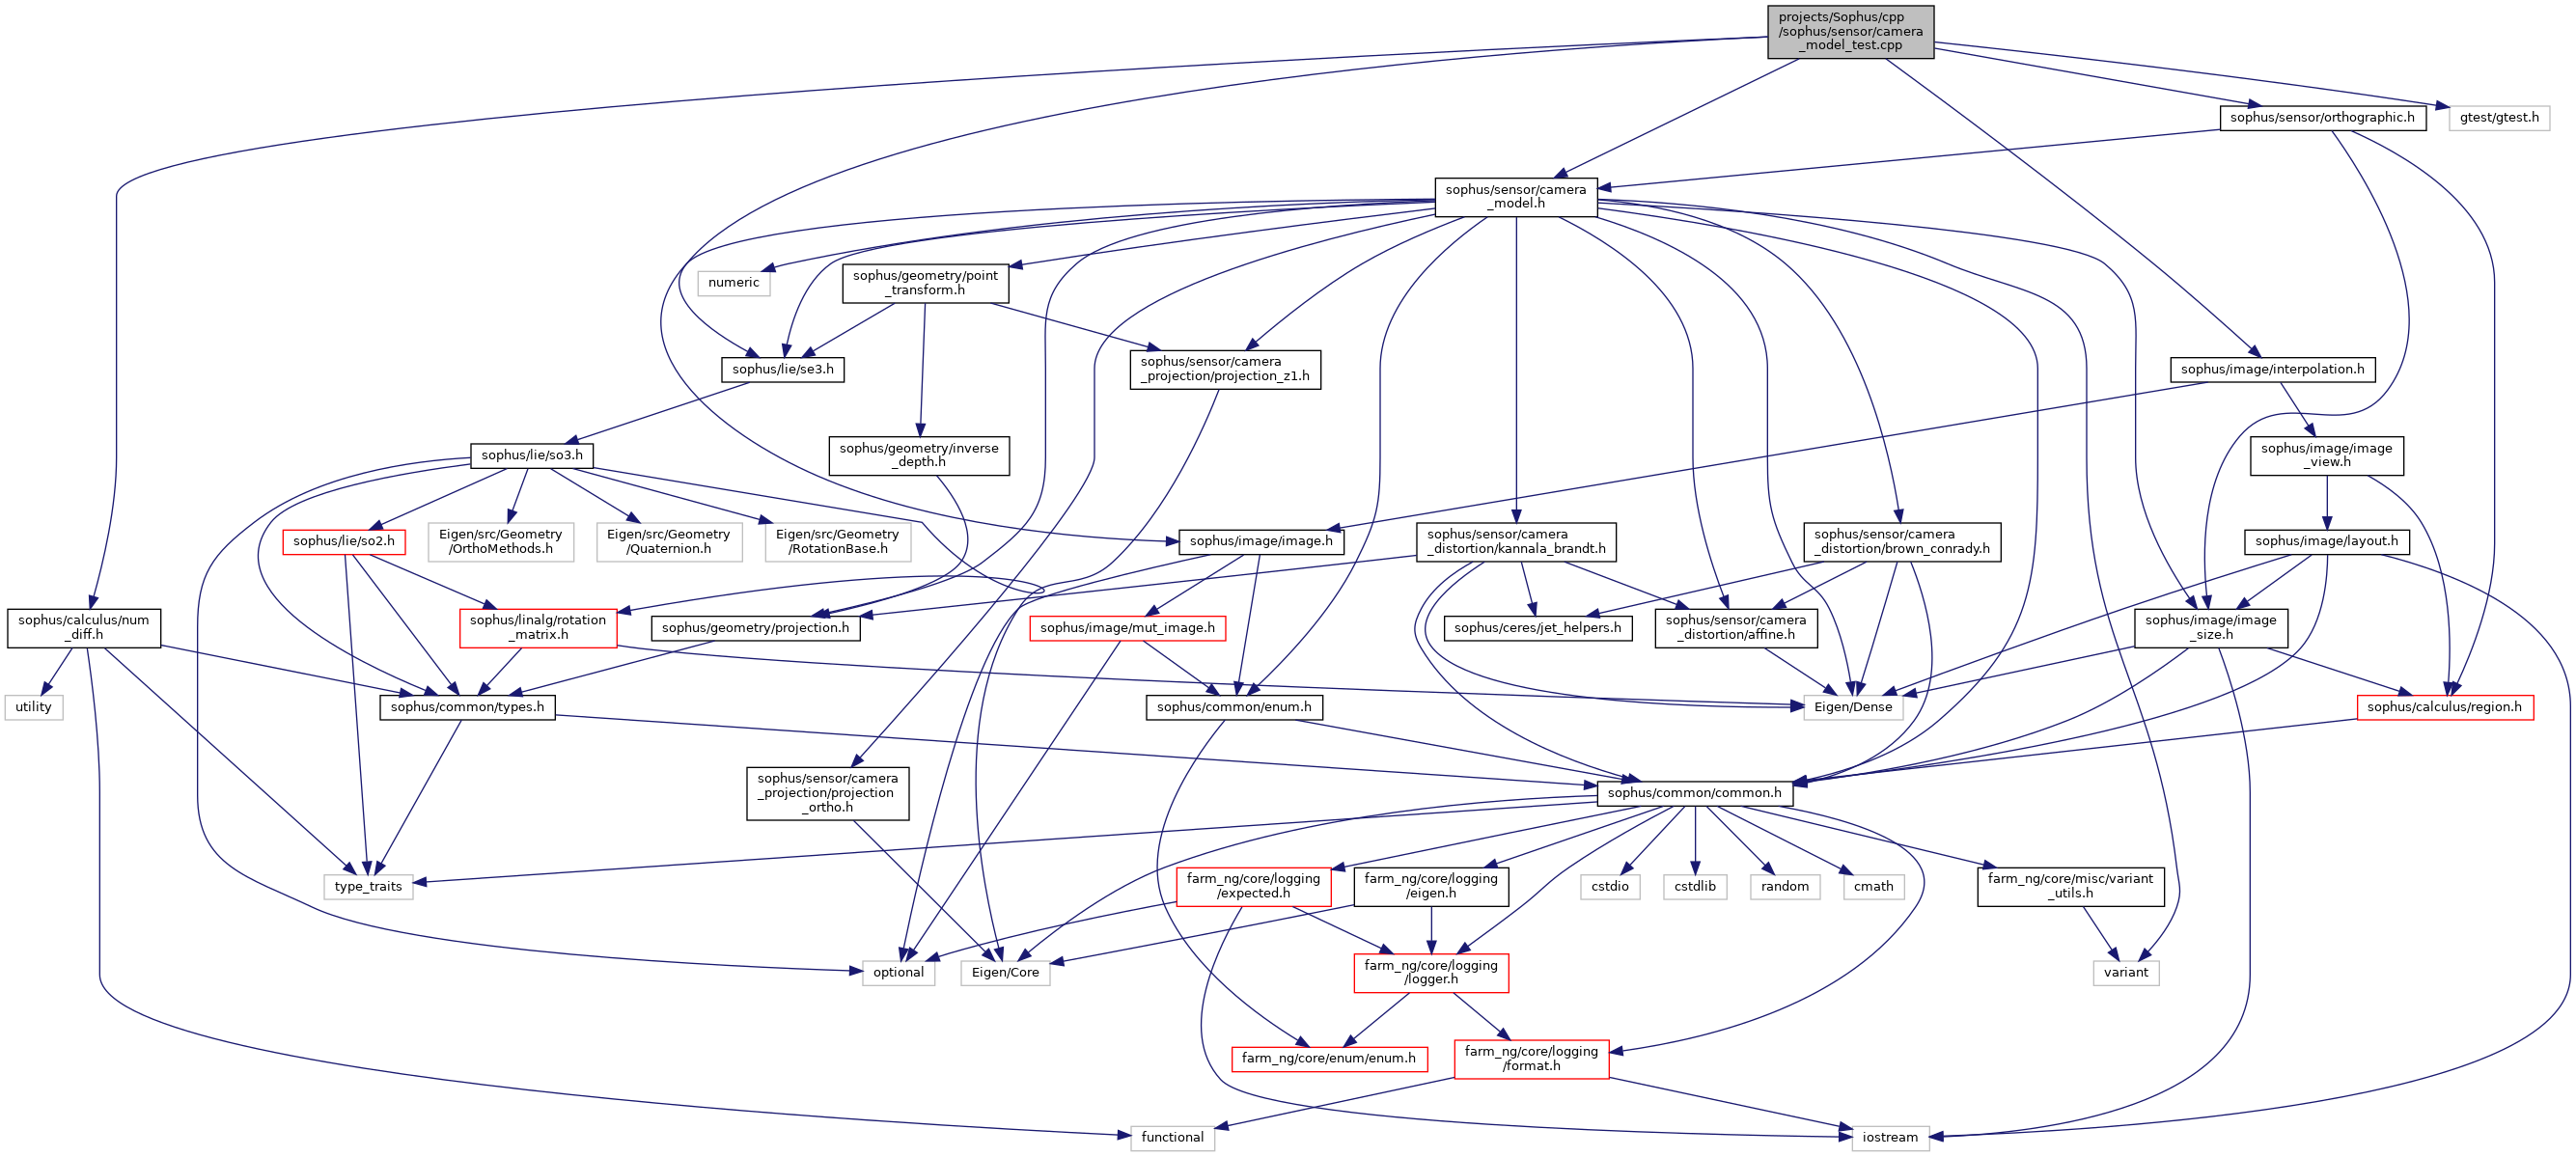 projects/Sophus/cpp
/sophus/sensor/camera
_model_test.cpp
sophus/sensor/orthographic.h
gtest/gtest.h
sophus/sensor/camera
_model.h
numeric
sophus/geometry/point
_transform.h
sophus/lie/se3.h
sophus/sensor/camera
_projection/projection_z1.h
sophus/image/interpolation.h
sophus/lie/so3.h
sophus/geometry/inverse
_depth.h
sophus/image/image
_view.h
sophus/lie/so2.h
Eigen/src/Geometry
/OrthoMethods.h
Eigen/src/Geometry
/Quaternion.h
Eigen/src/Geometry
/RotationBase.h
sophus/image/image.h
sophus/sensor/camera
_distortion/kannala_brandt.h
sophus/sensor/camera
_distortion/brown_conrady.h
sophus/image/layout.h
sophus/calculus/num
_diff.h
sophus/linalg/rotation
_matrix.h
sophus/geometry/projection.h
sophus/image/mut_image.h
sophus/ceres/jet_helpers.h
sophus/sensor/camera
_distortion/affine.h
sophus/image/image
_size.h
utility
sophus/common/types.h
sophus/common/enum.h
Eigen/Dense
sophus/calculus/region.h
sophus/sensor/camera
_projection/projection
_ortho.h
sophus/common/common.h
type_traits
farm_ng/core/logging
/expected.h
farm_ng/core/logging
/eigen.h
cstdio
cstdlib
random
cmath
farm_ng/core/misc/variant
_utils.h
optional
Eigen/Core
farm_ng/core/logging
/logger.h
variant
farm_ng/core/enum/enum.h
farm_ng/core/logging
/format.h
functional
iostream